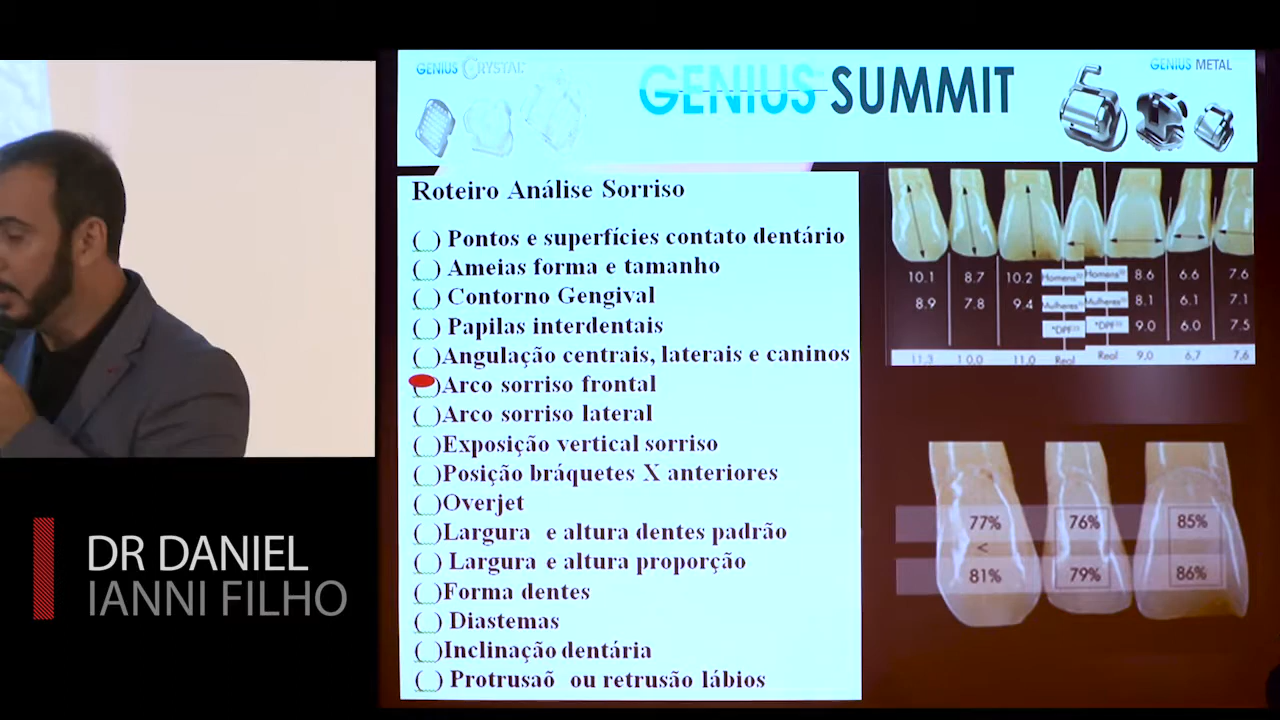 GENIUS CRYSTAL
GENIUS SUMMIT
GENIUS METAL
Roteiro Análise Sorriso
(_) Pontos e superfícies contato dentário
(_) Ameias forma e tamanho
(_) Contorno Gengival
(_) Papilas interdentais
(_)Angulação centrais, laterais e caninos
(_)Arco sorriso frontal
(_)Arco sorriso lateral
(_)Exposição vertical sorriso
(_)Posição bráquetes X anteriores
(_)Overjet
(_)Largura e altura dentes padrão
(_) Largura e altura proporção
(_)Forma dentes
(_) Diastemas
(_)Inclinação dentária
(_) Protrusaõ ou retrusão lábios
10.1 8.7 10.2 Homens Homens 8.6 6.6 7.6
8.9 7.8 9.4 Mulheres Mulheres 8.1 6.1 7.1
*DPF *DPF 9.0 6.0 7.5
11,3 10,0 11,0 Real Real 9,0 6,7 7,6
77% 76% 85%
<
81% 79% 86%
DR DANIEL
IANNI FILHO